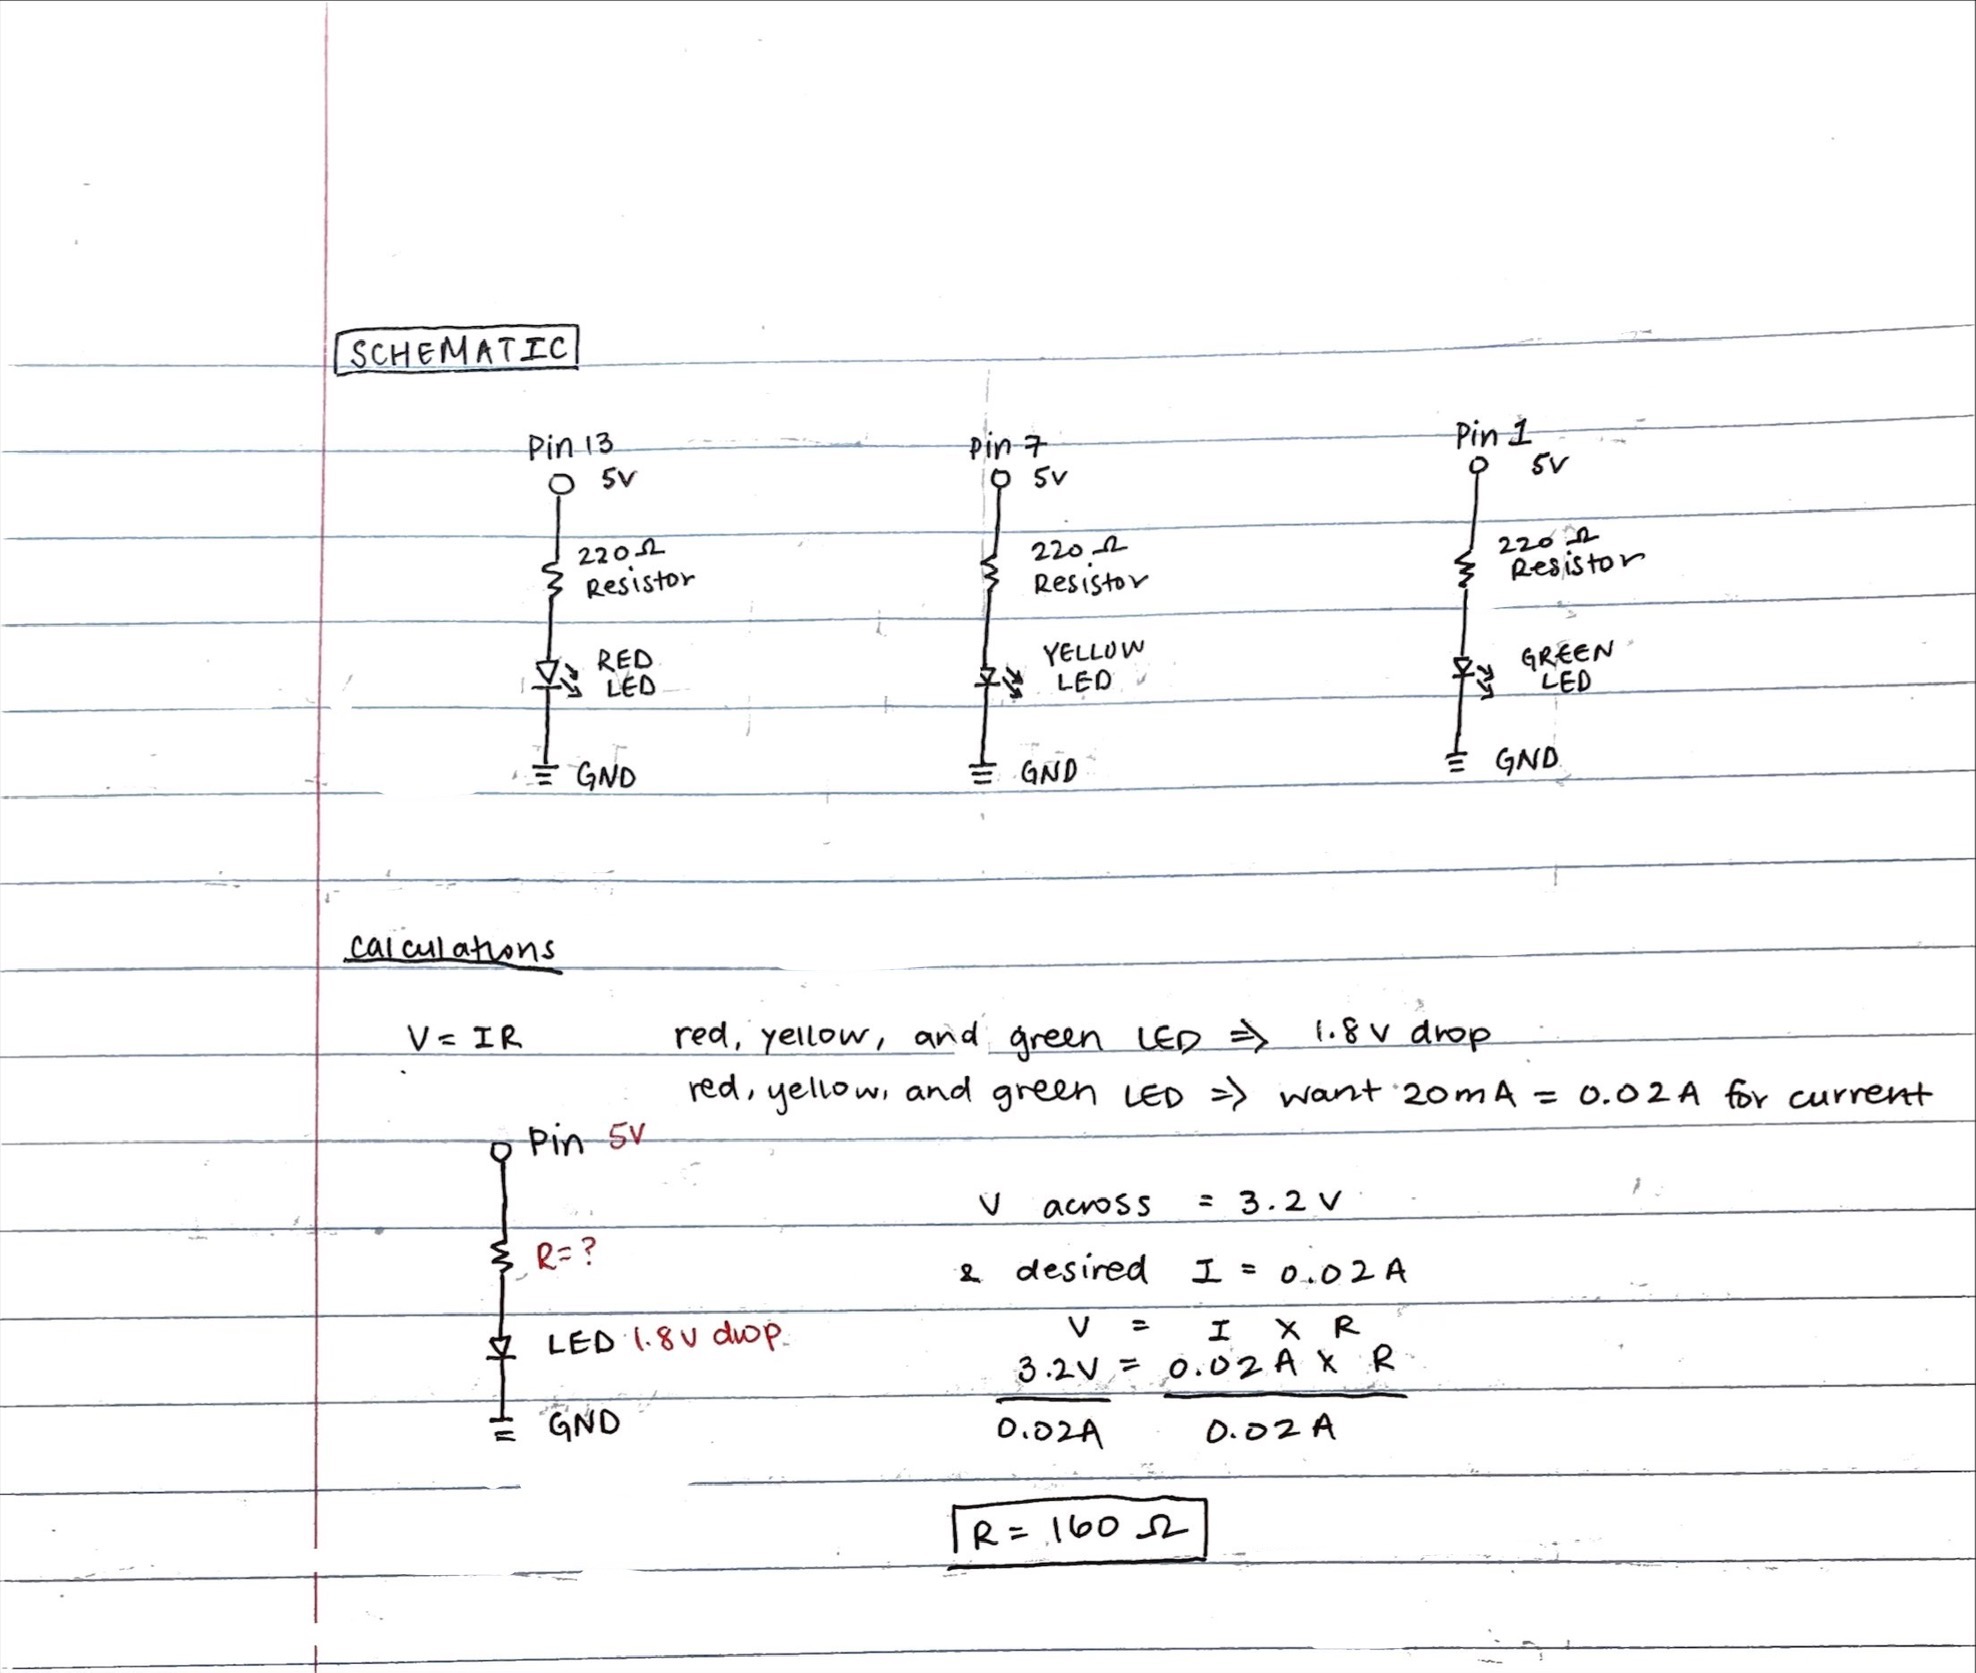 SCHEMATIC
Pin 13
5V
220Ω
Resistor
RED
LED
GND
Pin 7
5V
220Ω
Resistor
YELLOW
LED
GND
Pin 1
5V
220Ω
Resistor
GREEN
LED
GND
calculations
V = IR
red, yellow, and green LED ⇒ 1.8V drop
red, yellow, and green LED ⇒ want 20mA = 0.02A for current
Pin 5V
R=?
LED 1.8V drop
GND
V across = 3.2V
& desired I = 0.02A
V = I X R
3.2V = 0.02A X R
0.02A 0.02A
R = 160 Ω